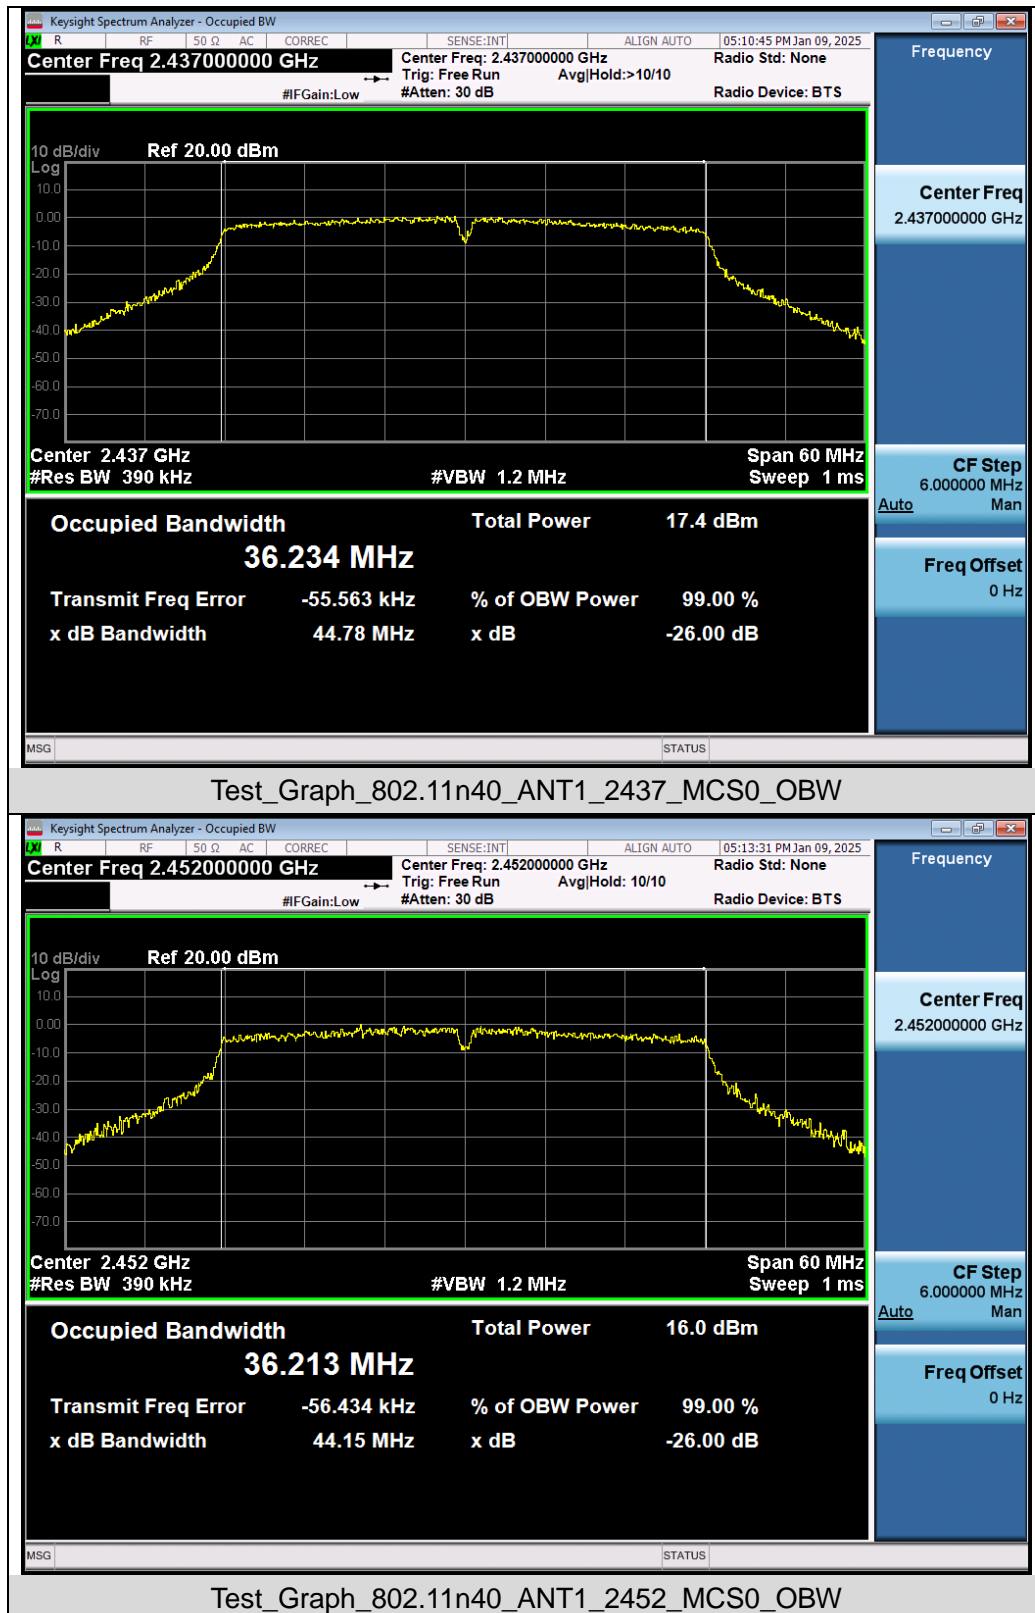 Keysight Spectrum Analyzer - Occupied BW
LXI R RF 50 Ω AC CORREC SENSE:INT ALIGN AUTO 05:10:45 PM Jan 09, 2025
Center Freq 2.437000000 GHz
Center Freq: 2.437000000 GHz Radio Std: None
Trig: Free Run Avg|Hold:>10/10
#IFGain:Low #Atten: 30 dB Radio Device: BTS
Frequency
10 dB/div Ref 20.00 dBm
Log
10.0
0.00
-10.0
-20.0
-30.0
-40.0
-50.0
-60.0
-70.0
Center 2.437 GHz Span 60 MHz
#Res BW 390 kHz #VBW 1.2 MHz Sweep 1 ms
Center Freq
2.437000000 GHz
CF Step
6.000000 MHz
Auto Man
Freq Offset
0 Hz
Occupied Bandwidth Total Power 17.4 dBm
36.234 MHz
Transmit Freq Error -55.563 kHz % of OBW Power 99.00 %
x dB Bandwidth 44.78 MHz x dB -26.00 dB
MSG STATUS
Test_Graph_802.11n40_ANT1_2437_MCS0_OBW
Keysight Spectrum Analyzer - Occupied BW
LXI R RF 50 Ω AC CORREC SENSE:INT ALIGN AUTO 05:13:31 PM Jan 09, 2025
Center Freq 2.452000000 GHz
Center Freq: 2.452000000 GHz Radio Std: None
Trig: Free Run Avg|Hold: 10/10
#IFGain:Low #Atten: 30 dB Radio Device: BTS
Frequency
10 dB/div Ref 20.00 dBm
Log
10.0
0.00
-10.0
-20.0
-30.0
-40.0
-50.0
-60.0
-70.0
Center 2.452 GHz Span 60 MHz
#Res BW 390 kHz #VBW 1.2 MHz Sweep 1 ms
Center Freq
2.452000000 GHz
CF Step
6.000000 MHz
Auto Man
Freq Offset
0 Hz
Occupied Bandwidth Total Power 16.0 dBm
36.213 MHz
Transmit Freq Error -56.434 kHz % of OBW Power 99.00 %
x dB Bandwidth 44.15 MHz x dB -26.00 dB
MSG STATUS
Test_Graph_802.11n40_ANT1_2452_MCS0_OBW